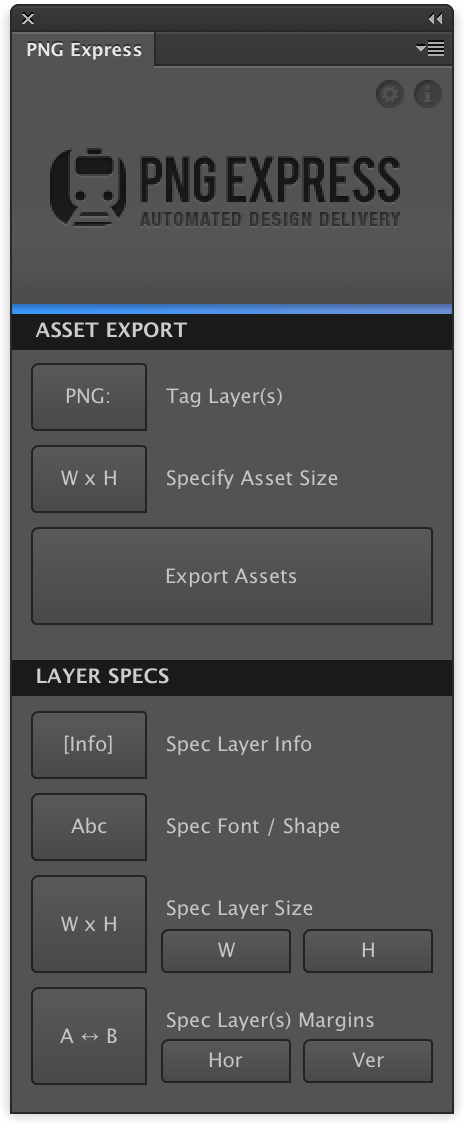 PNG Express
PNG EXPRESS
AUTOMATED DESIGN DELIVERY
ASSET EXPORT
PNG: Tag Layer(s)
W x H Specify Asset Size
Export Assets
LAYER SPECS
[Info] Spec Layer Info
Abc Spec Font / Shape
W x H Spec Layer Size
W H
A ↔ B Spec Layer(s) Margins
Hor Ver